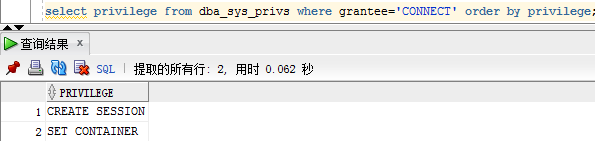 select privilege from dba_sys_privs where grantee='CONNECT' order by privilege;
查询结果 ×
SQL | 提取的所有行: 2, 用时 0.062 秒
PRIVILEGE
1 CREATE SESSION
2 SET CONTAINER